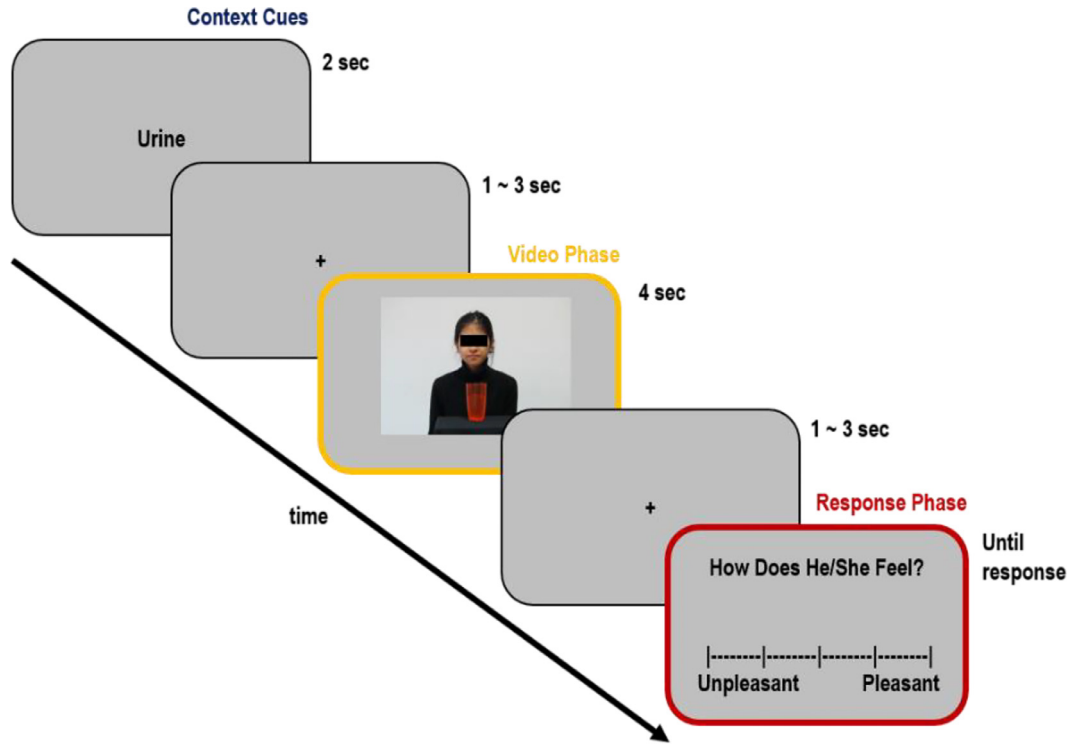 Context Cues
2 sec
Urine
1 ~ 3 sec
+
Video Phase
4 sec
1 ~ 3 sec
+
time
Response Phase
Until
response
How Does He/She Feel?
|--------|--------|--------|--------|
Unpleasant Pleasant